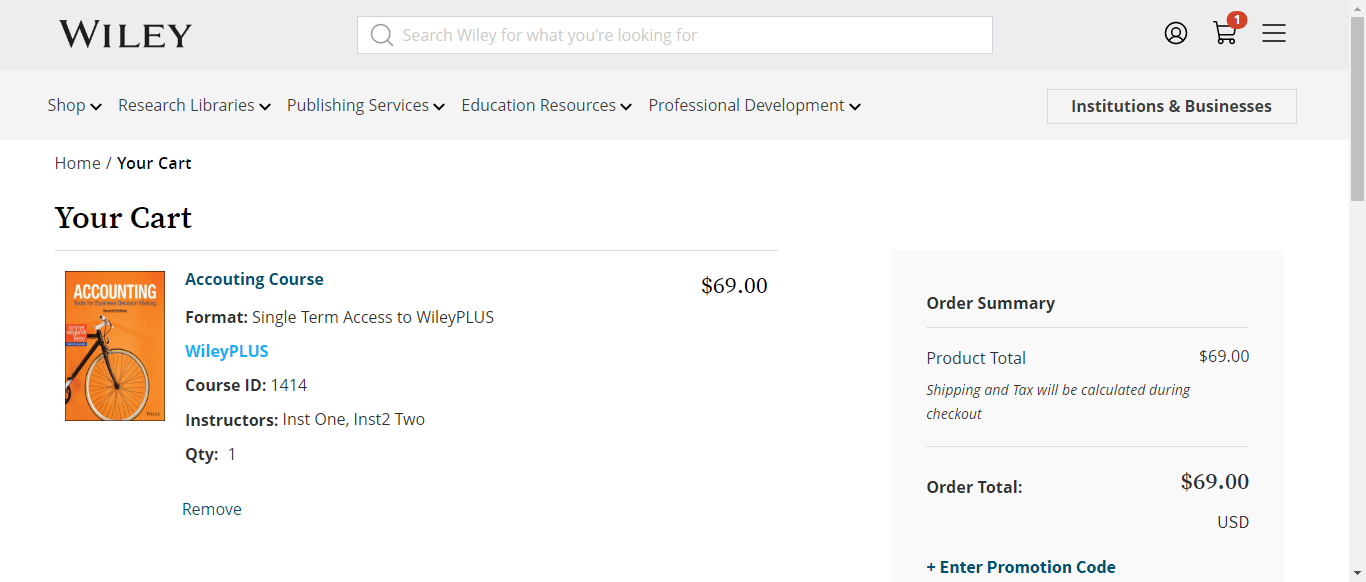 WILEY
Search Wiley for what you're looking for
1
Shop Research Libraries Publishing Services Education Resources Professional Development
Institutions & Businesses
Home / Your Cart
Your Cart
ACCOUNTING
Tools for Business Decision Making
Seventh Edition
WILEY
Accouting Course
$69.00
Format: Single Term Access to WileyPLUS
WileyPLUS
Course ID: 1414
Instructors: Inst One, Inst2 Two
Qty: 1
Remove
Order Summary
Product Total $69.00
Shipping and Tax will be calculated during
checkout
Order Total: $69.00
USD
+ Enter Promotion Code